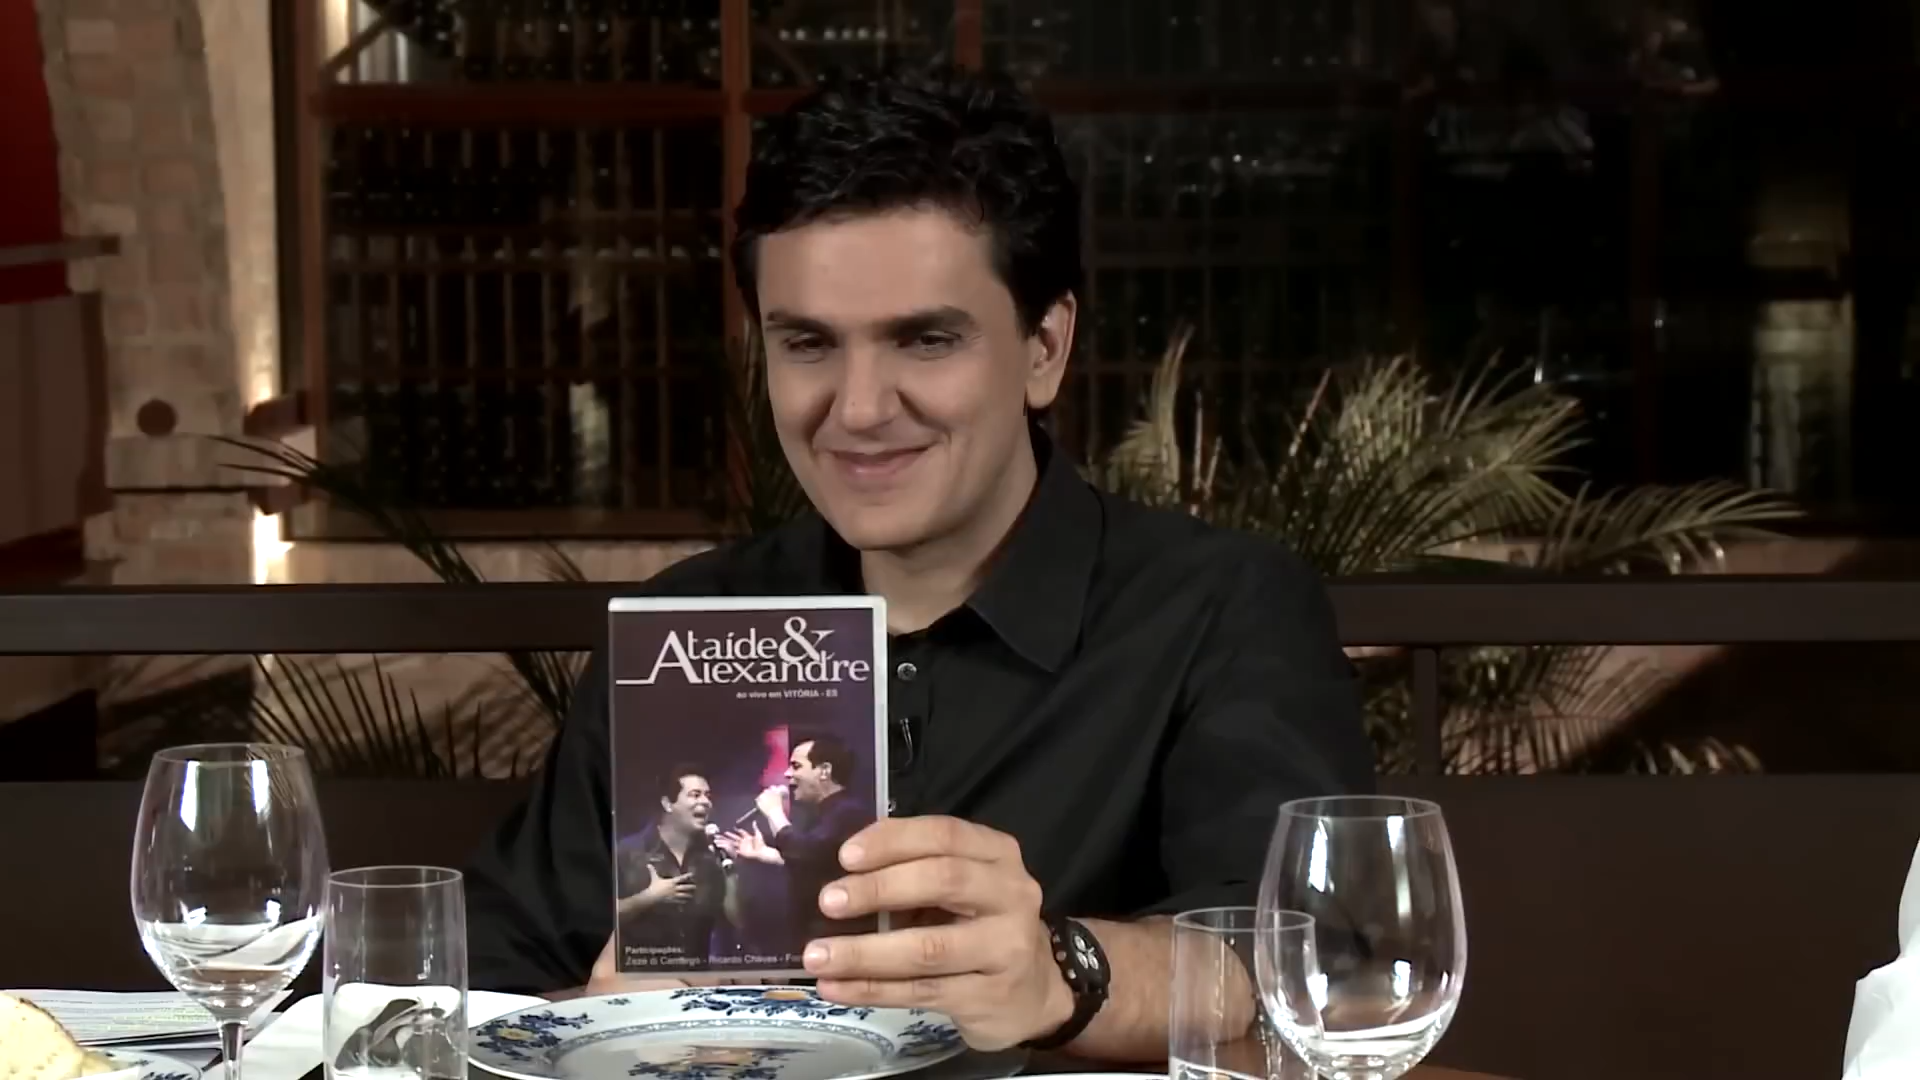 Ataíde &
Alexandre
ao vivo em VITÓRIA - ES
Participações:
Zezé di Camargo - Ricardo Chaves -